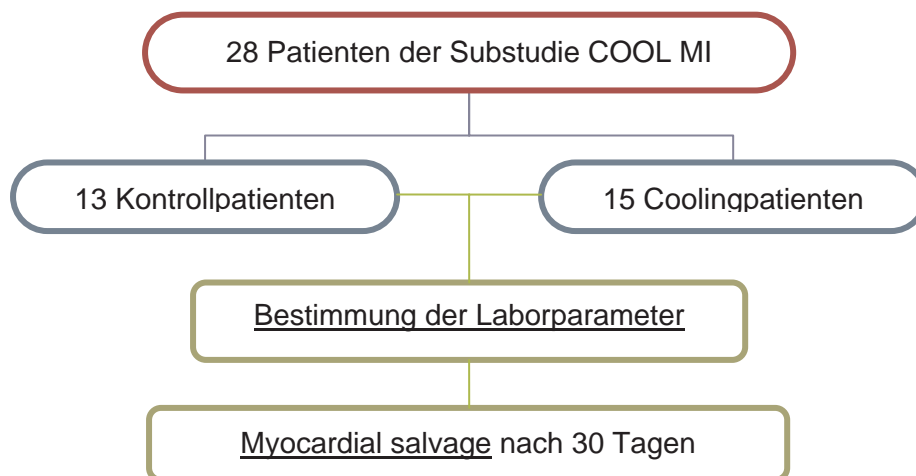 28 Patienten der Substudie COOL MI
13 Kontrollpatienten
15 Coolingpatienten
Bestimmung der Laborparameter
Myocardial salvage nach 30 Tagen